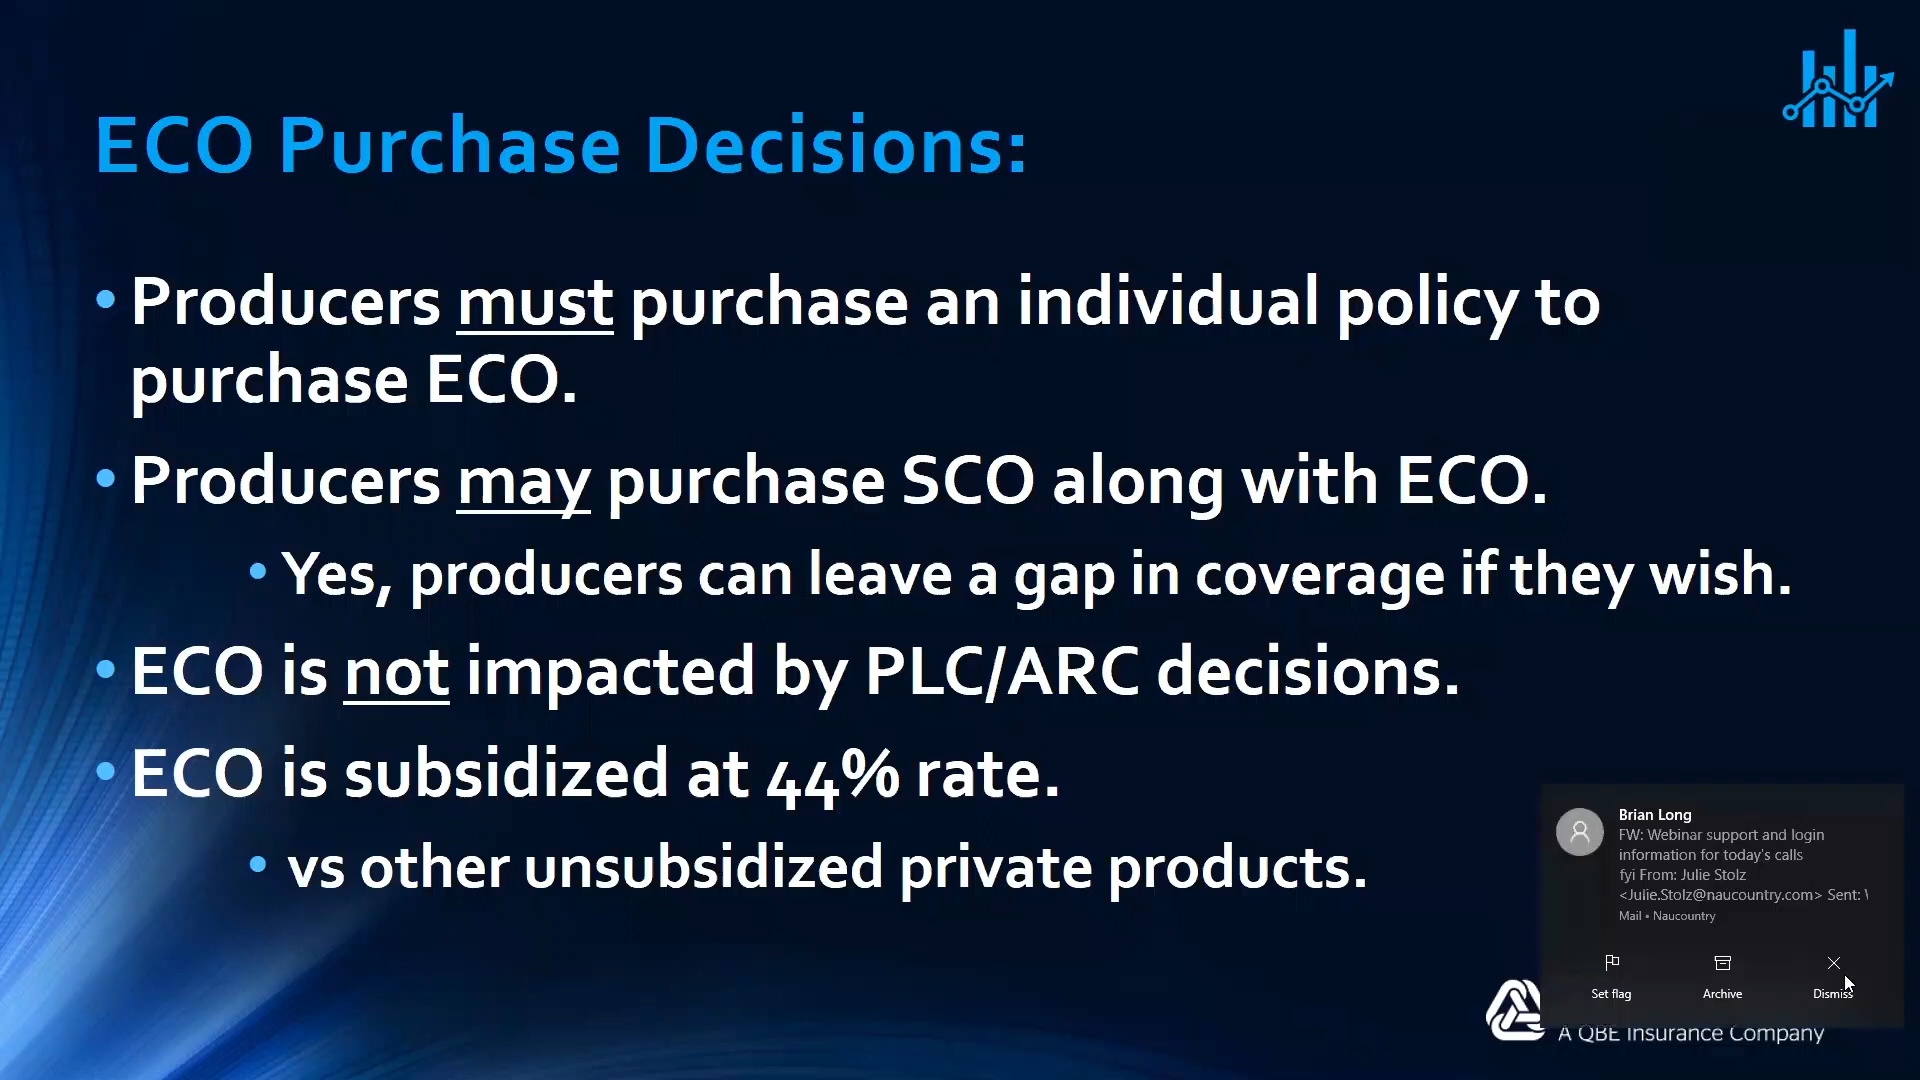 ECO Purchase Decisions:
• Producers must purchase an individual policy to
purchase ECO.
• Producers may purchase SCO along with ECO.
• Yes, producers can leave a gap in coverage if they wish.
• ECO is not impacted by PLC/ARC decisions.
• ECO is subsidized at 44% rate.
• vs other unsubsidized private products.
Brian Long
FW: Webinar support and login
information for today's calls
fyi From: Julie Stolz
<Julie.Stolz@naucountry.com> Sent:
Mail • Naucountry
Set flag
Archive
Dismiss
A QBE Insurance Company